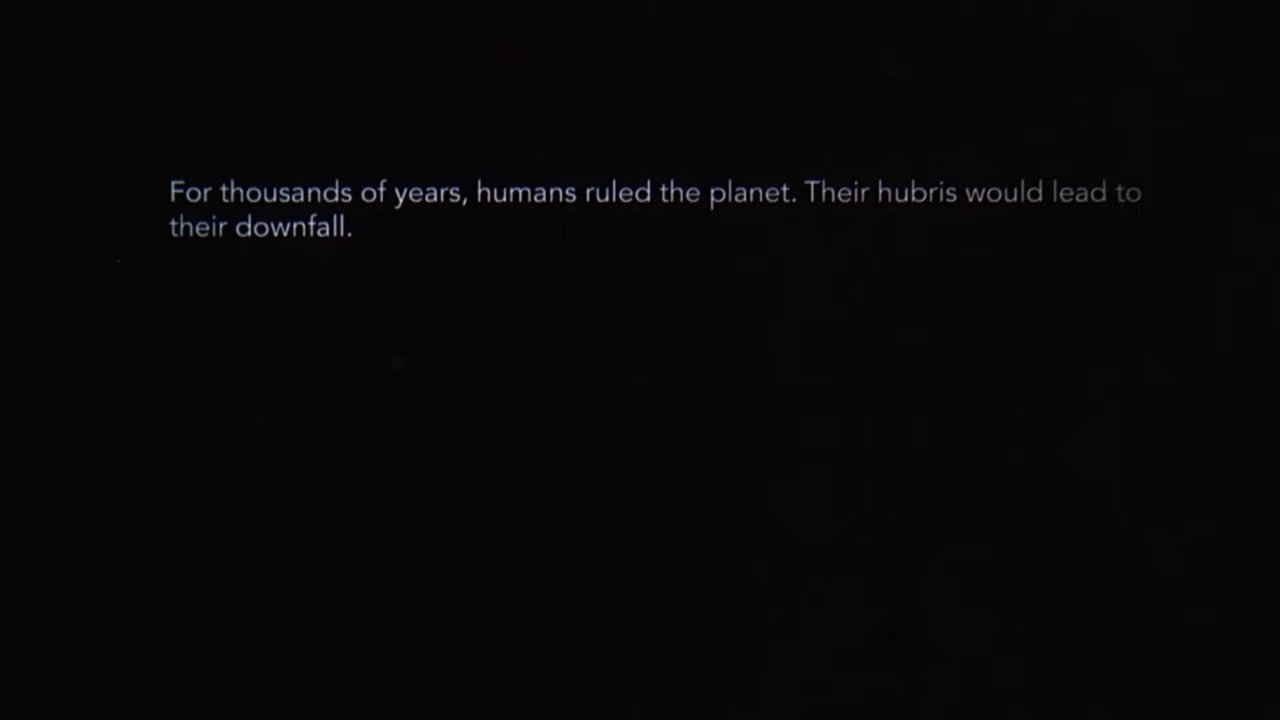 For thousands of years, humans ruled the planet. Their hubris would lead to
their downfall.